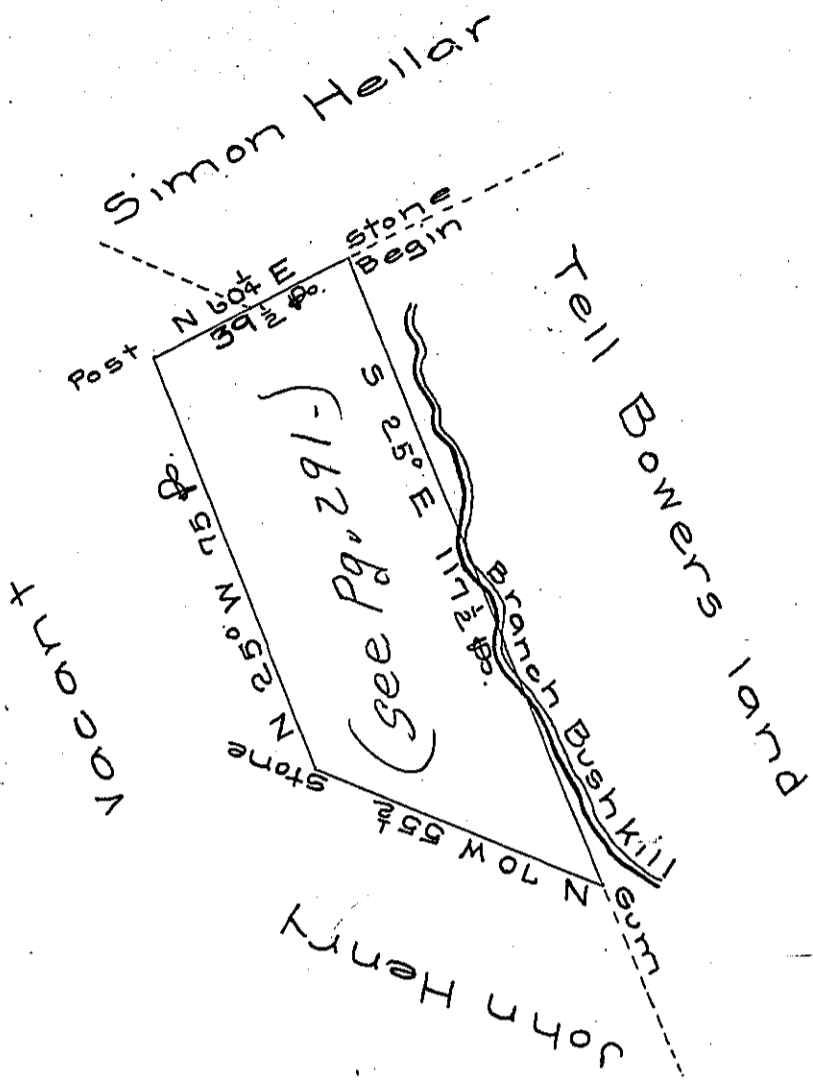 Simon Hellar
Stone
Begin
N 60¼ E
39½ po.
Post
S 25° E 117½ po.
Branch Bushkill
Tell Bowers land
(see Pg. 291-)
N 25° W 75 p.
Vacant
Stone
N 70 W 55½
Gum
John Henry